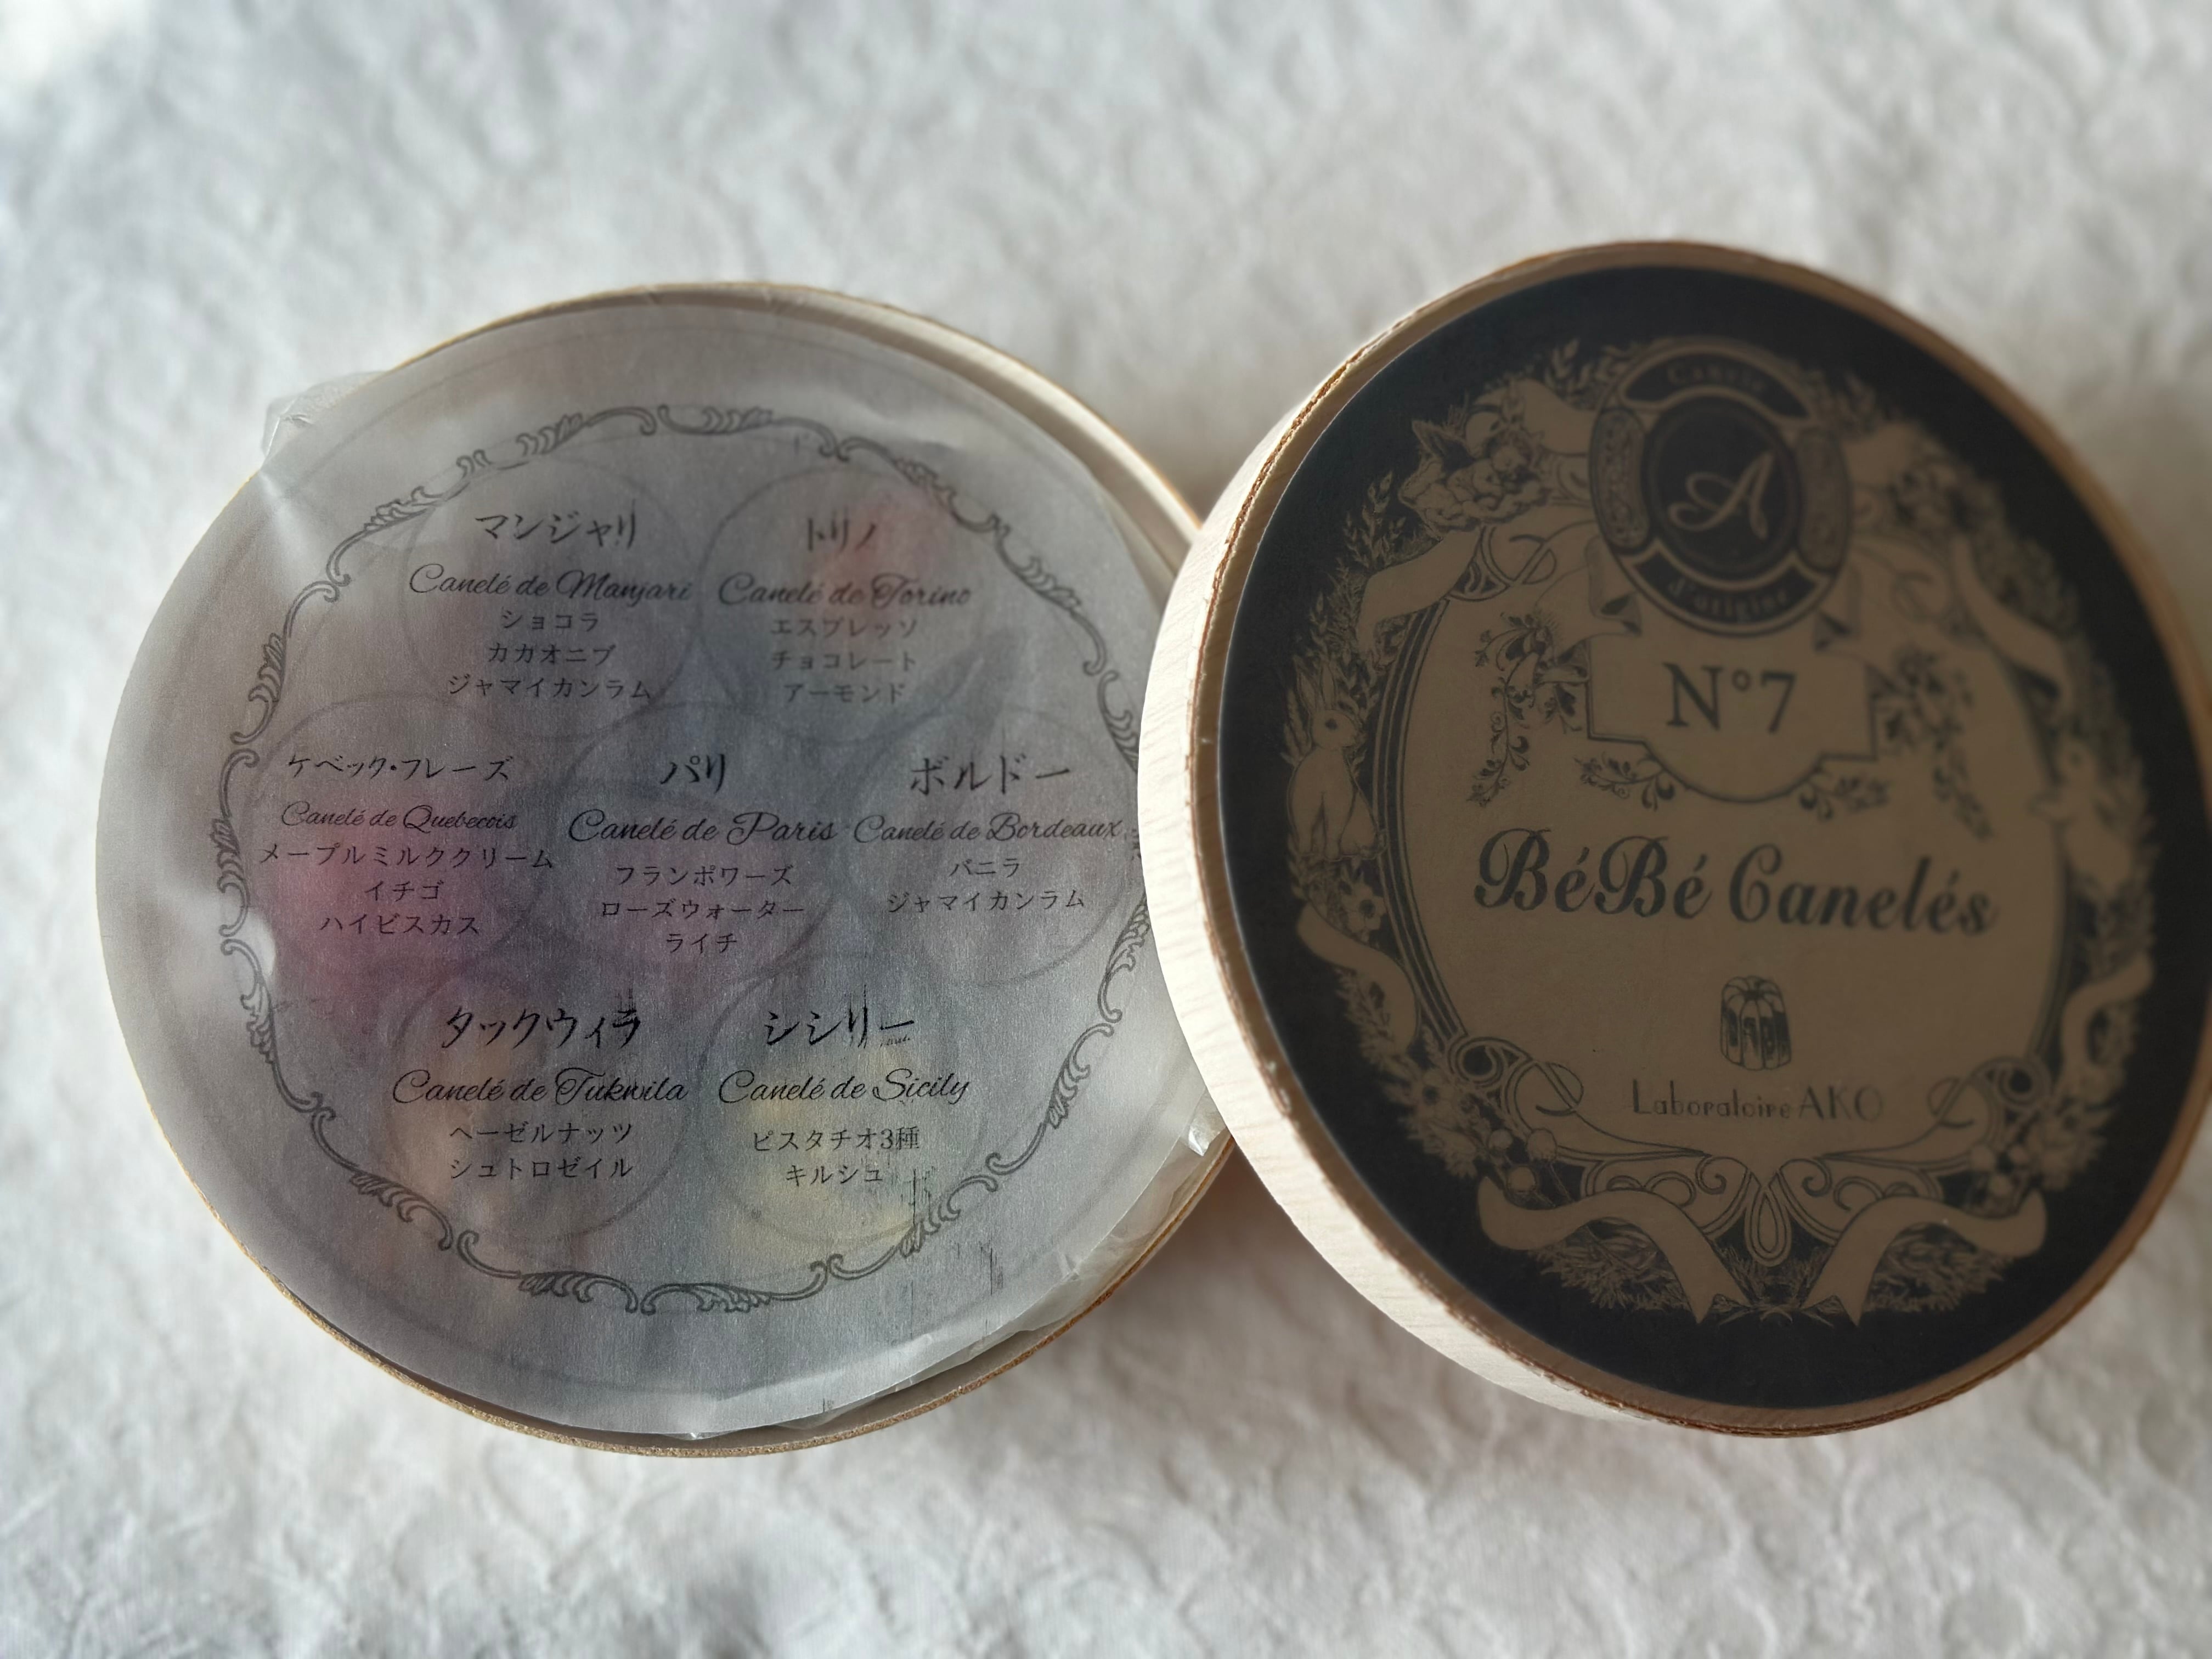 マンジャリ
Canelé de Manjari
ショコラ
カカオニブ
ジャマイカンラム
トリノ
Canelé de Torino
エスプレッソ
チョコレート
アーモンド
ケベック・フレーズ
Canelé de Quebecois
メープルミルククリーム
イチゴ
ハイビスカス
パリ
Canelé de Paris
フランボワーズ
ローズウォーター
ライチ
ボルドー
Canelé de Bordeaux
バニラ
ジャマイカンラム
タックウィラ
Canelé de Tukwila
ヘーゼルナッツ
シュトロゼイル
シシリー
Canelé de Sicily
ピスタチオ3種
キルシュ
Canelé
A
d'origine
N°7
BéBé Canelés
Laboratoire AKO